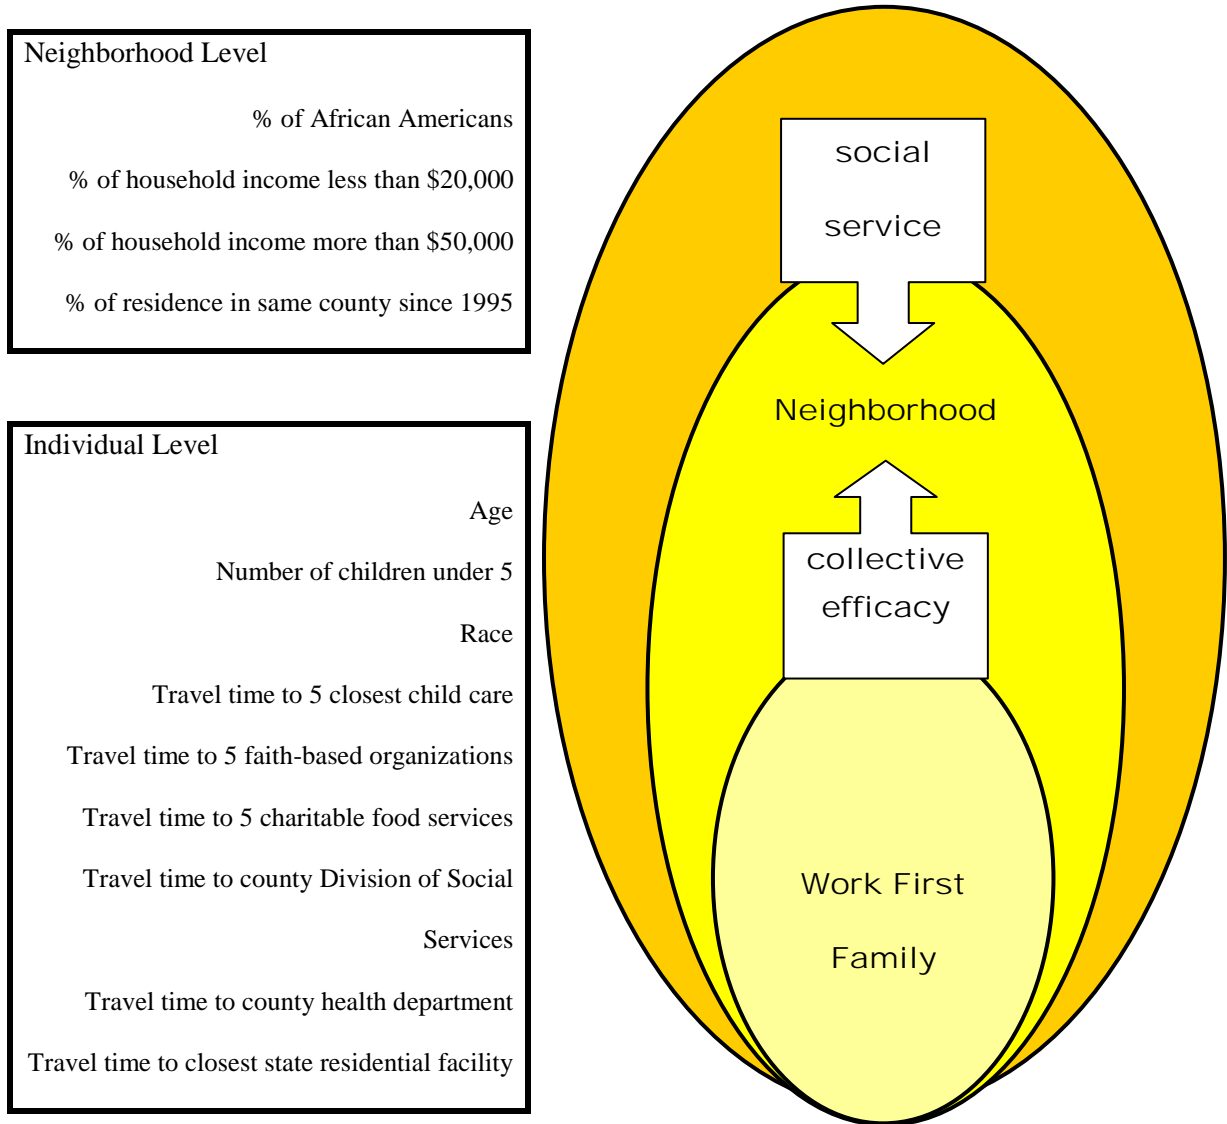 Neighborhood Level
% of African Americans
% of household income less than $20,000
% of household income more than $50,000
% of residence in same county since 1995
Individual Level
Age
Number of children under 5
Race
Travel time to 5 closest child care
Travel time to 5 faith-based organizations
Travel time to 5 charitable food services
Travel time to county Division of Social
Services
Travel time to county health department
Travel time to closest state residential facility
social
service
Neighborhood
collective
efficacy
Work First
Family